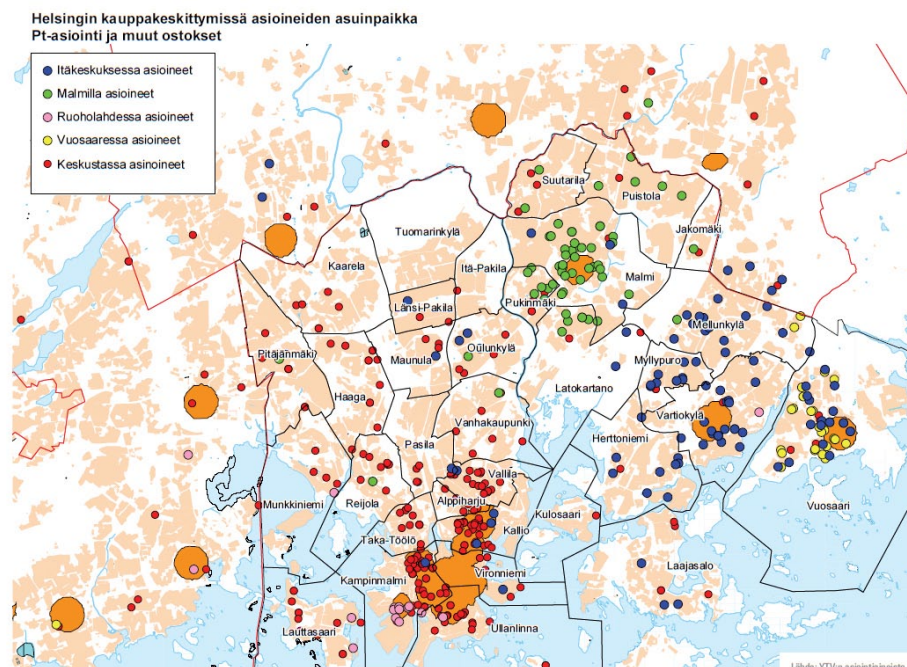 Helsingin kauppakeskittymissä asioineiden asuinpaikka
Pt-asiointi ja muut ostokset
Itäkeskuksessa asioineet
Malmilla asioineet
Ruoholahdessa asioineet
Vuosaaressa asioineet
Keskustassa asinoineet
Suutarila
Puistola
Tuomarinkylä
Jakomäki
Kaarela
Itä-Pakila
Malmi
Länsi-Pakila
Pukinmäki
Mellunkylä
Pitäjänmäki
Maunula
Oulunkylä
Myllypuro
Haaga
Latokartano
Vartiokylä
Vanhakaupunki
Herttoniemi
Pasila
Vallila
Munkkiniemi
Reijola
Alppiharju
Vuosaari
Kulosaari
Kallio
Taka-Töölö
Laajasalo
Vironniemi
Kampinmalmi
Ullanlinna
Lauttasaari